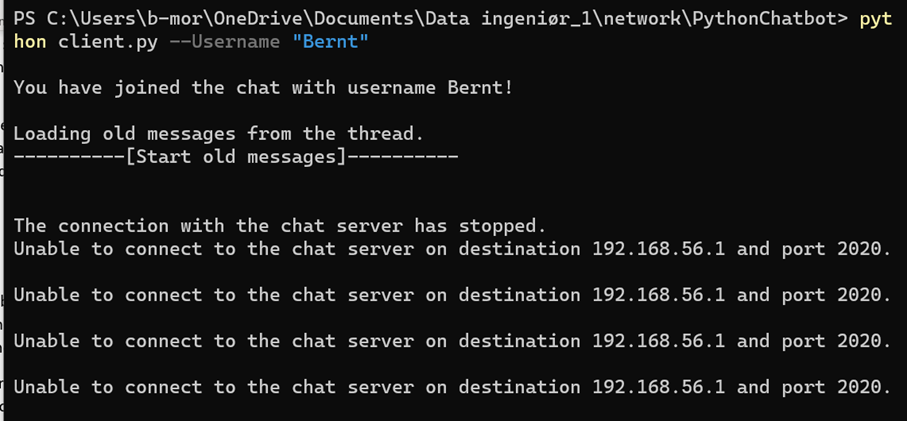 PS C:\Users\b-mor\OneDrive\Documents\Data ingeniør_1\network\PythonChatbot> pyt
hon client.py --Username "Bernt"
You have joined the chat with username Bernt!
Loading old messages from the thread.
----------[Start old messages]----------
The connection with the chat server has stopped.
Unable to connect to the chat server on destination 192.168.56.1 and port 2020.
Unable to connect to the chat server on destination 192.168.56.1 and port 2020.
Unable to connect to the chat server on destination 192.168.56.1 and port 2020.
Unable to connect to the chat server on destination 192.168.56.1 and port 2020.